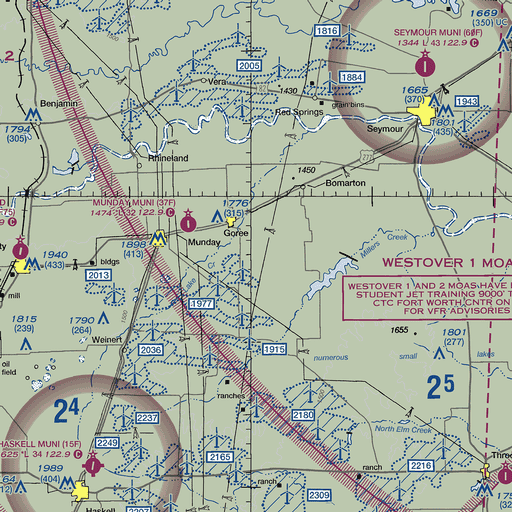 1669
(350) UC
SEYMOUR MUNI (60F)
1344 L 43 122.9 C
1816
2
2005
1884
Vera
182
1430
1665
(370)
grain bins
1943
Benjamin
Red Springs
1801
(435)
1794
(305)
Seymour
Rhineland
277
1450
Bomarton
MUNDAY MUNI (37F)
1474 *L 32 122.9 C
1776
(315)
Goree
Munday
1898
(413)
Millers Creek
1940
(433)
bldgs
2013
WESTOVER 1 MOA
WESTOVER 1 AND 2 MOAS HAVE
STUDENT JET TRAINING 9000' T
CTC FORT WORTH CNTR ON
FOR VFR ADVISORIES
mill
Lake Cr
1977
1500
1815
(239)
1790
(264)
1655
1801
(277)
Weinert
2036
1915
numerous small lakes
oil
field
24
25
ranches
2237
2180
2249
North Elm Creek
HASKELL MUNI (15F)
1625 *L 34 122.9 C
2165
2216
Three
1989
(404)
ranch
ranch
2309
Haskell
2207